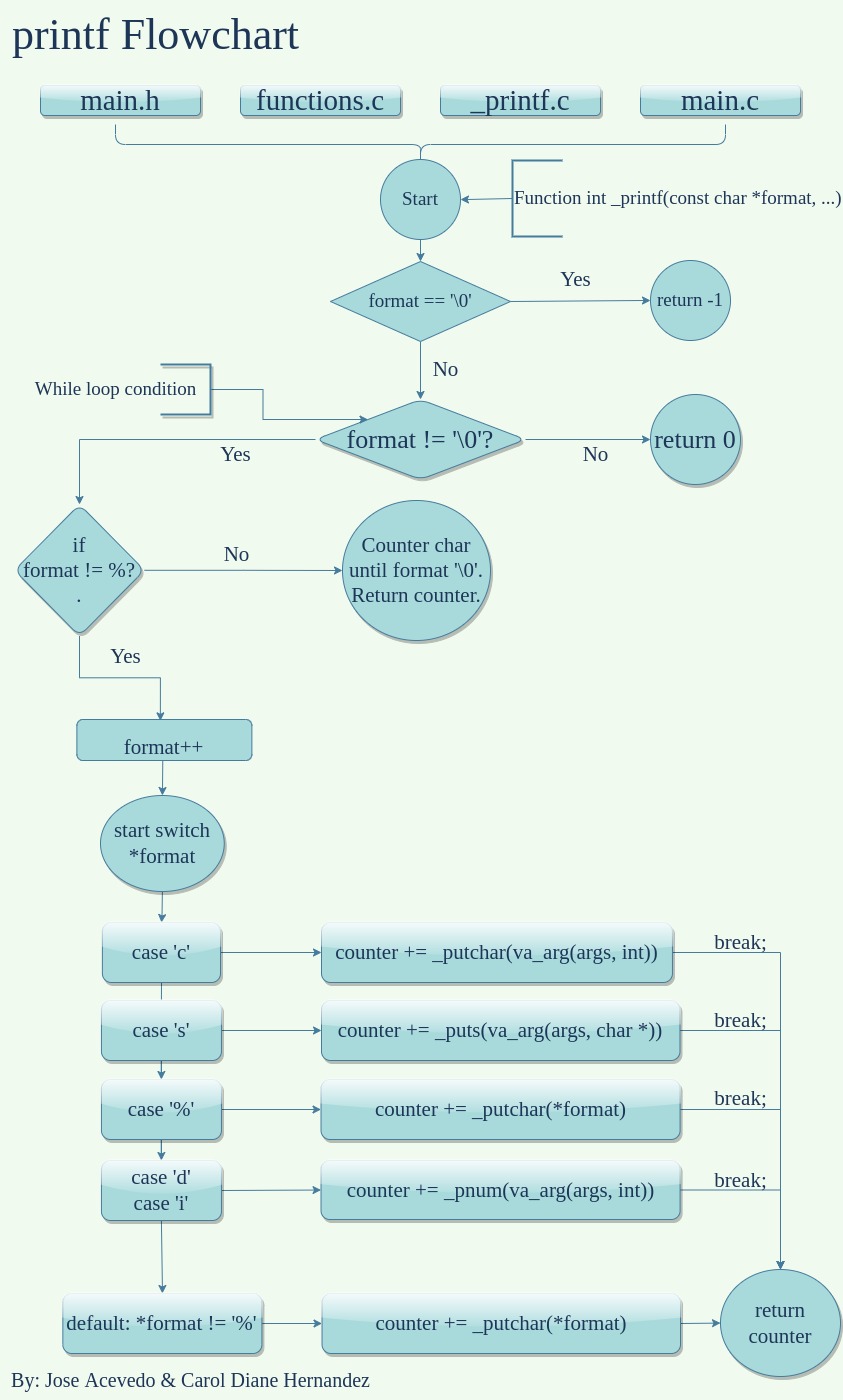 printf Flowchart
main.h
functions.c
_printf.c
main.c
Start
Function int _printf(const char *format, ...)
format == '\0'
Yes
return -1
No
While loop condition
format != '\0'?
Yes
No
return 0
if
format != %?
.
No
Counter char
until format '\0'.
Return counter.
Yes
format++
start switch
*format
case 'c'
counter += _putchar(va_arg(args, int))
break;
case 's'
counter += _puts(va_arg(args, char *))
break;
case '%'
counter += _putchar(*format)
break;
case 'd'
case 'i'
counter += _pnum(va_arg(args, int))
break;
default: *format != '%'
counter += _putchar(*format)
return
counter
By: Jose Acevedo & Carol Diane Hernandez